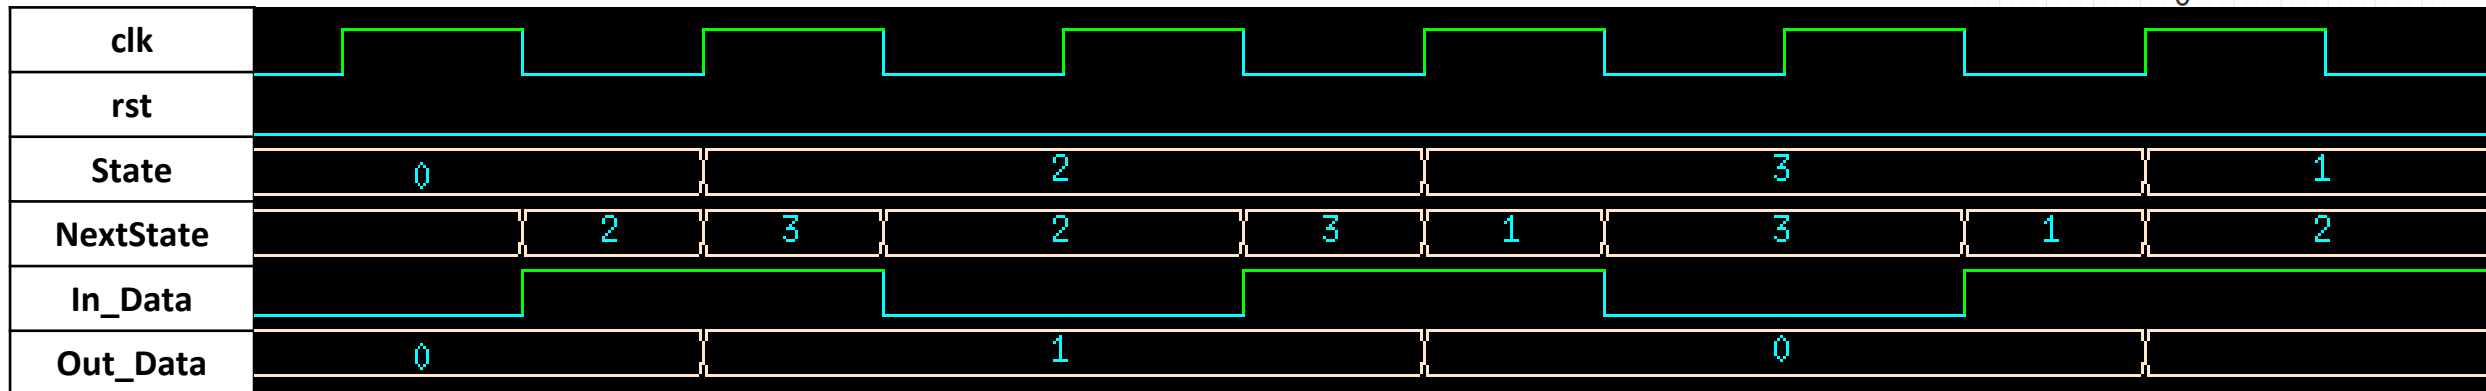 clk
rst
State 0 2 3 1
NextState 2 3 2 3 1 3 1 2
In_Data
Out_Data 0 1 0